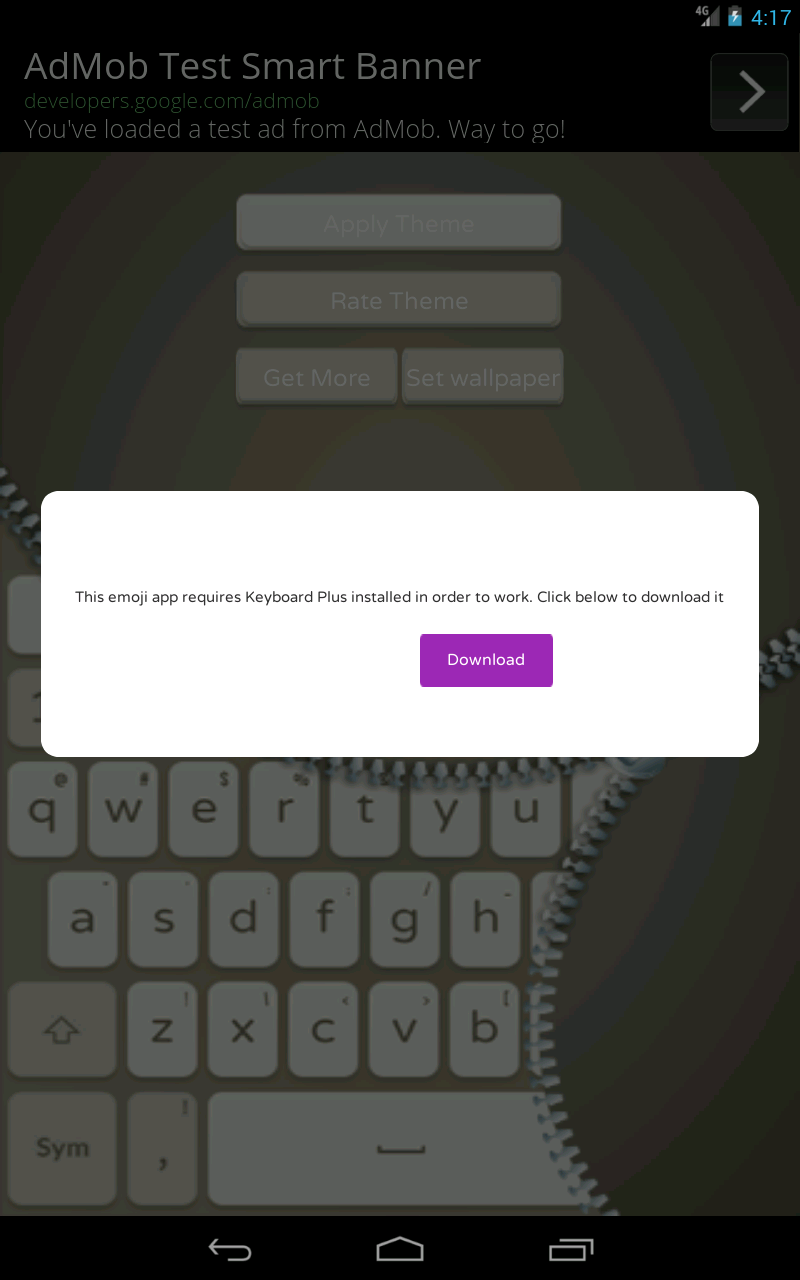 4G 4:17
AdMob Test Smart Banner
developers.google.com/admob
You've loaded a test ad from AdMob. Way to go!
Apply Theme
Rate Theme
Get More Set wallpaper
This emoji app requires Keyboard Plus installed in order to work. Click below to download it
Download
@ # $ %
q w e r t y u
: ; / -
a s d f g h
! \ < > [
z x c v b
Sym ,